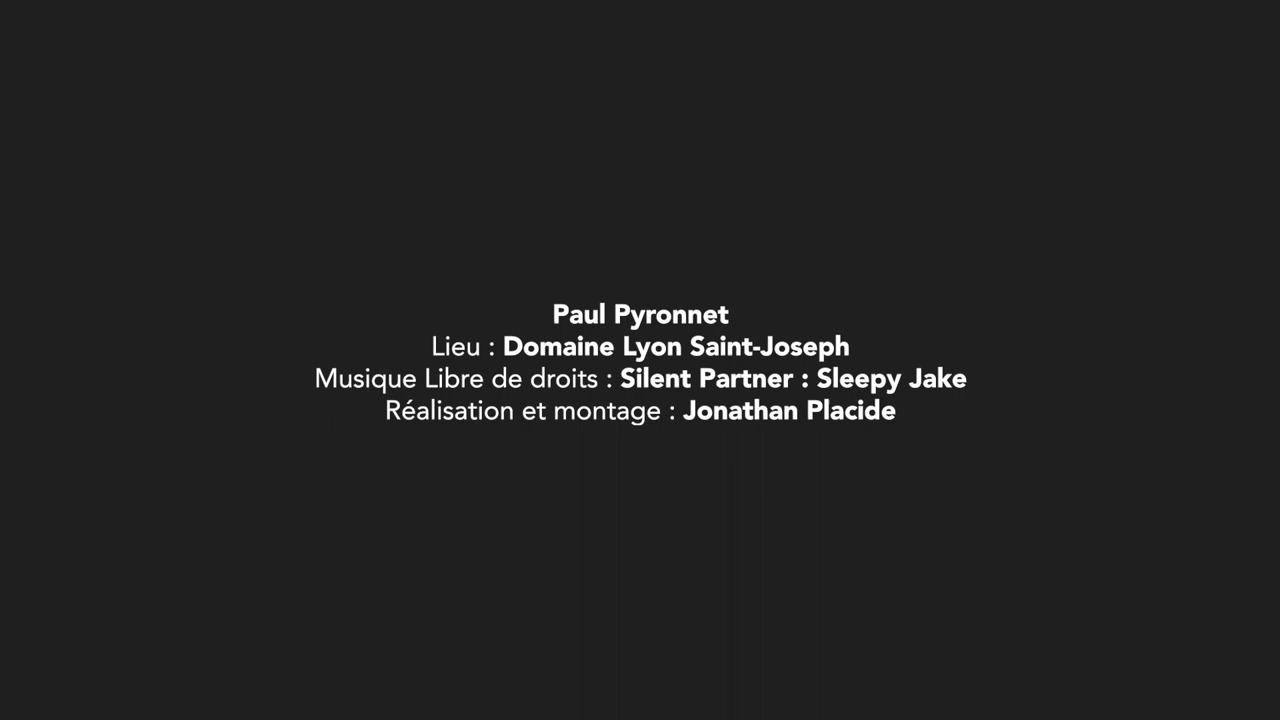 Paul Pyronnet
Lieu : Domaine Lyon Saint-Joseph
Musique Libre de droits : Silent Partner : Sleepy Jake
Réalisation et montage : Jonathan Placide